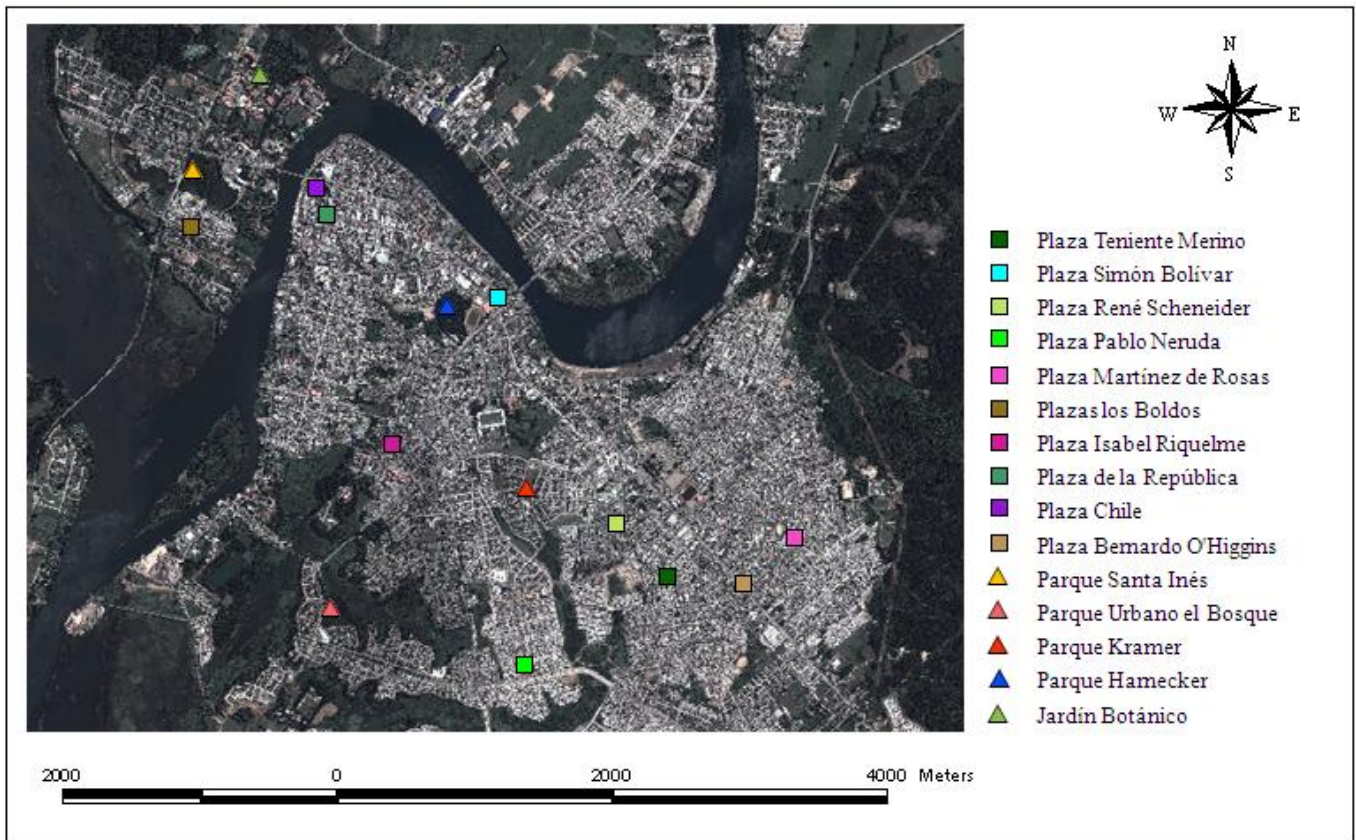 N
W E
S
Plaza Teniente Merino
Plaza Simón Bolívar
Plaza René Scheneider
Plaza Pablo Neruda
Plaza Martínez de Rosas
Plazas los Boldos
Plaza Isabel Riquelme
Plaza de la República
Plaza Chile
Plaza Bernardo O'Higgins
Parque Santa Inés
Parque Urbano el Bosque
Parque Kramer
Parque Harnecker
Jardín Botánico
2000 0 2000 4000 Meters